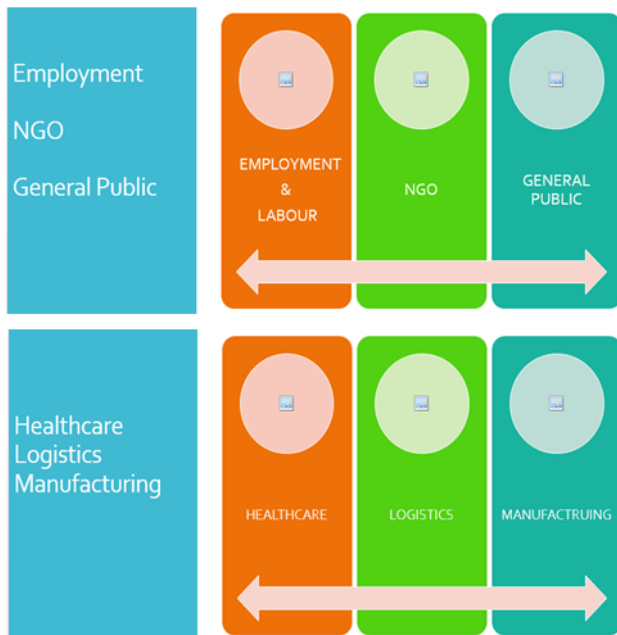 Employment
NGO
General Public
EMPLOYMENT
&
LABOUR
NGO
GENERAL
PUBLIC
Healthcare
Logistics
Manufacturing
HEALTHCARE
LOGISTICS
MANUFACTRUING